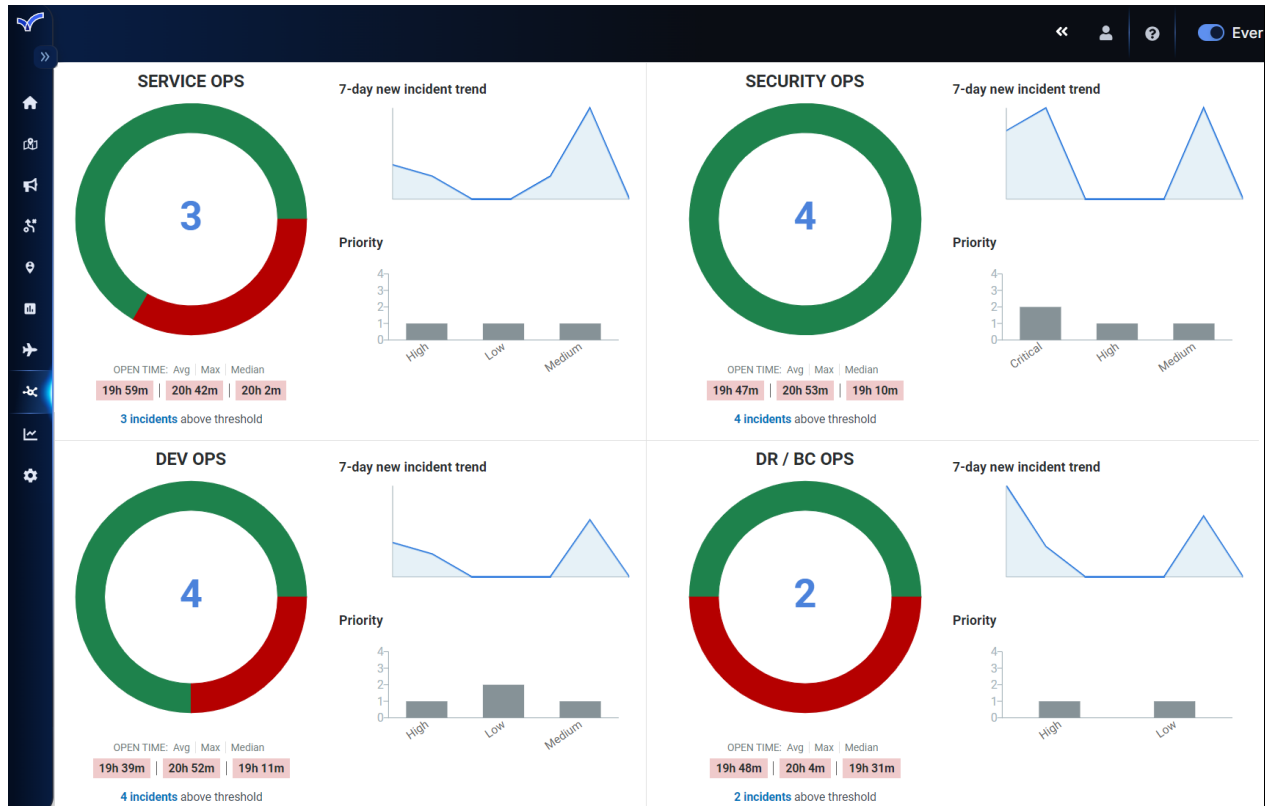 Ever
SERVICE OPS
3
OPEN TIME: Avg | Max | Median
19h 59m | 20h 42m | 20h 2m
3 incidents above threshold
7-day new incident trend
Priority
4
3
2
1
0
High
Low
Medium
SECURITY OPS
4
OPEN TIME: Avg | Max | Median
19h 47m | 20h 53m | 19h 10m
4 incidents above threshold
7-day new incident trend
Priority
4
3
2
1
0
Critical
High
Medium
DEV OPS
4
OPEN TIME: Avg | Max | Median
19h 39m | 20h 52m | 19h 11m
4 incidents above threshold
7-day new incident trend
Priority
4
3
2
1
0
High
Low
Medium
DR / BC OPS
2
OPEN TIME: Avg | Max | Median
19h 48m | 20h 4m | 19h 31m
2 incidents above threshold
7-day new incident trend
Priority
4
3
2
1
0
High
Low